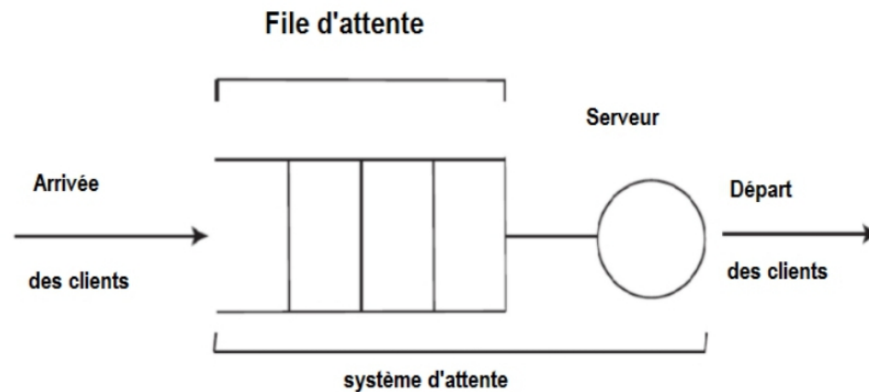 File d'attente
Serveur
Arrivée
des clients
Départ
des clients
système d'attente